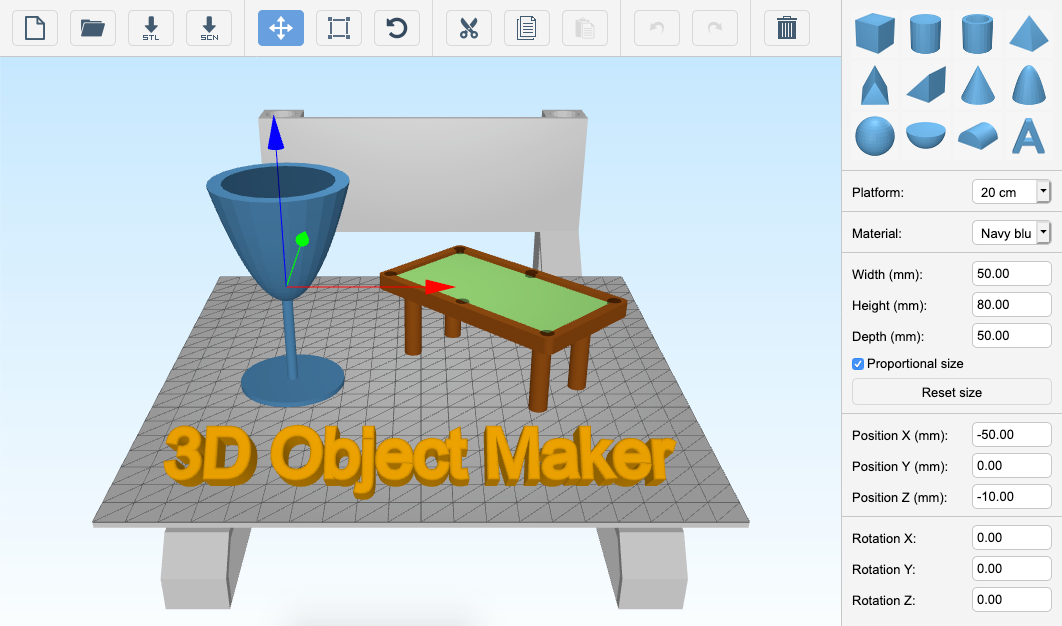 STL
SCN
Platform:
20 cm
Material:
Navy blu
Width (mm):
50.00
Height (mm):
80.00
Depth (mm):
50.00
Proportional size
Reset size
Position X (mm):
-50.00
Position Y (mm):
0.00
Position Z (mm):
-10.00
Rotation X:
0.00
Rotation Y:
0.00
Rotation Z:
0.00
3D Object Maker